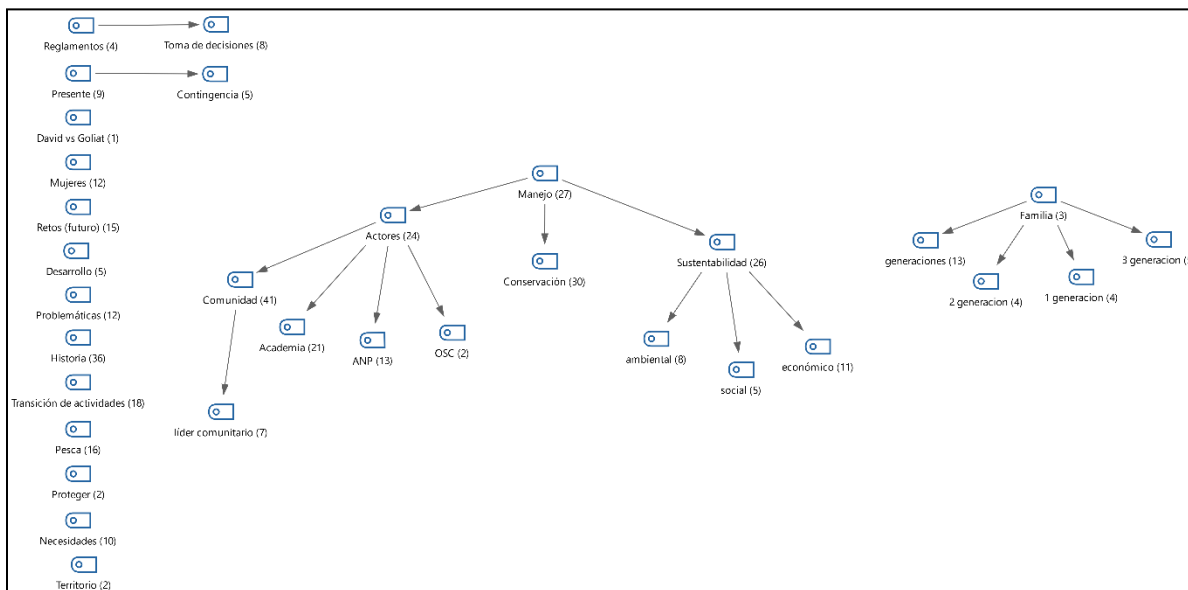 Reglamentos (4)
Toma de decisiones (8)
Presente (9)
Contingencia (5)
David vs Goliat (1)
Mujeres (12)
Retos (futuro) (15)
Desarrollo (5)
Problemáticas (12)
Historia (36)
Transición de actividades (18)
Pesca (16)
Proteger (2)
Necesidades (10)
Territorio (2)
Manejo (27)
Actores (24)
Conservación (30)
Sustentabilidad (26)
Comunidad (41)
Academia (21)
ANP (13)
OSC (2)
líder comunitario (7)
ambiental (8)
social (5)
económico (11)
Familia (3)
generaciones (13)
2 generacion (4)
1 generacion (4)
3 generacion